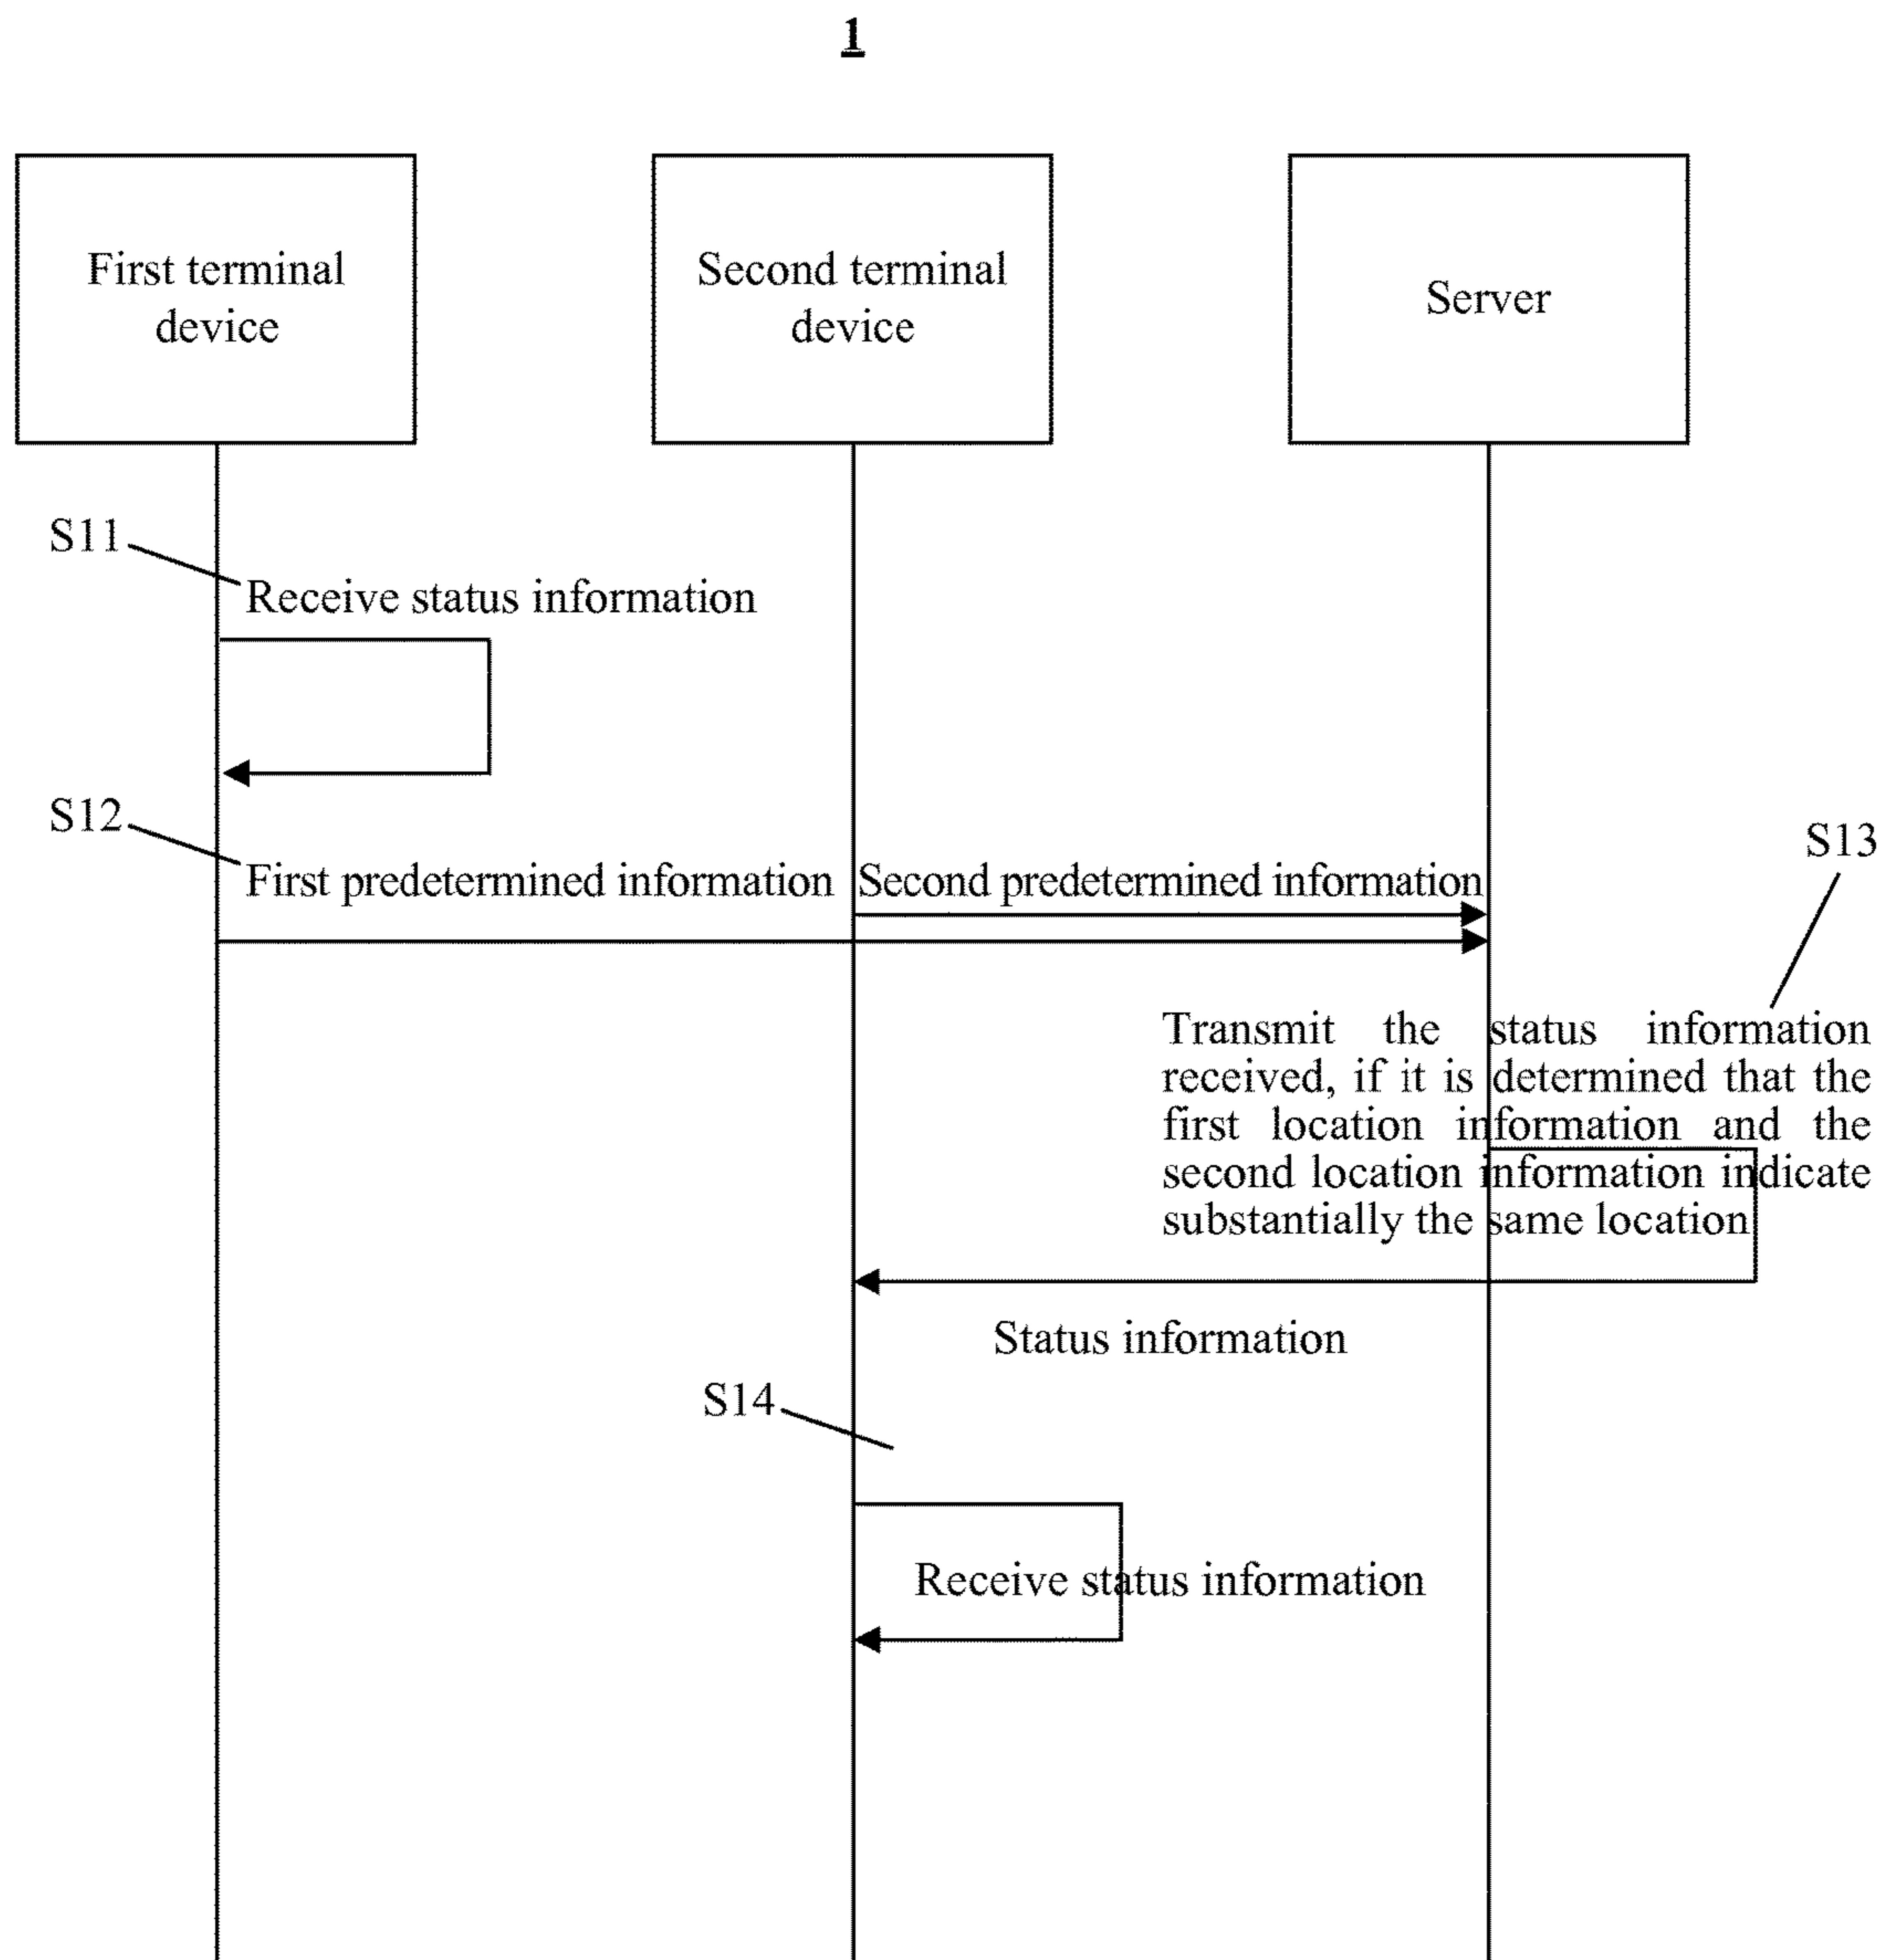 1
First terminal
device
Second terminal
device
Server
S11
Receive status information
S12
First predetermined information
Second predetermined information
S13
Transmit the status information
received, if it is determined that the
first location information and the
second location information indicate
substantially the same location
Status information
S14
Receive status information